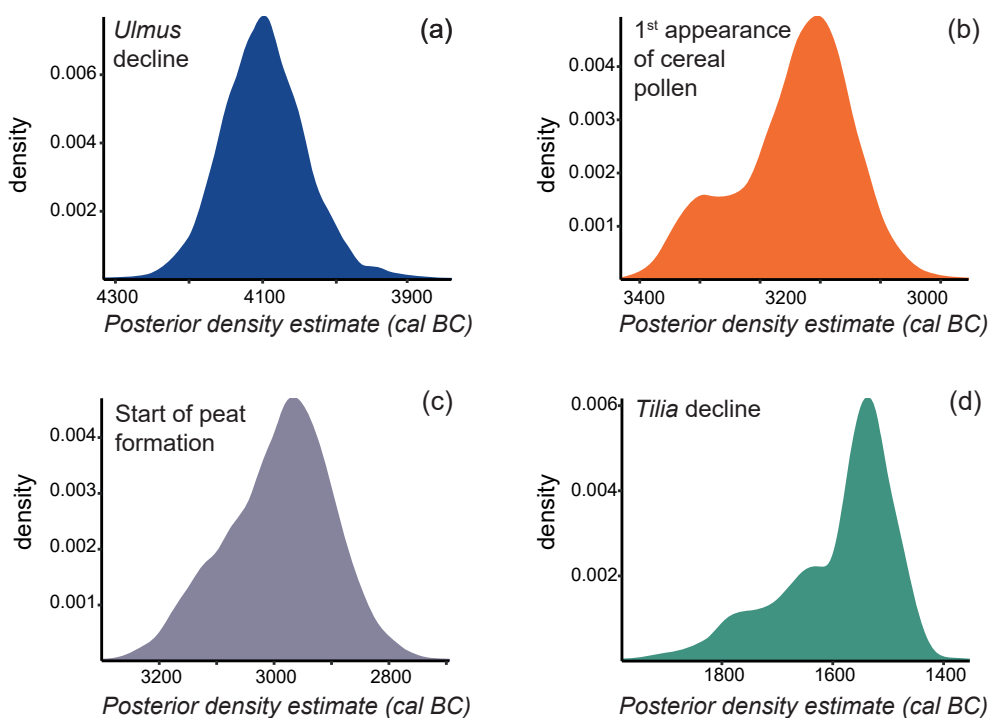 Ulmus
decline
(a)
density
0.006
0.004
0.002
4300 4100 3900
Posterior density estimate (cal BC)
1st appearance
of cereal
pollen
(b)
density
0.004
0.003
0.002
0.001
3400 3200 3000
Posterior density estimate (cal BC)
Start of peat
formation
(c)
density
0.004
0.003
0.002
0.001
3200 3000 2800
Posterior density estimate (cal BC)
Tilia decline
(d)
density
0.006
0.004
0.002
1800 1600 1400
Posterior density estimate (cal BC)